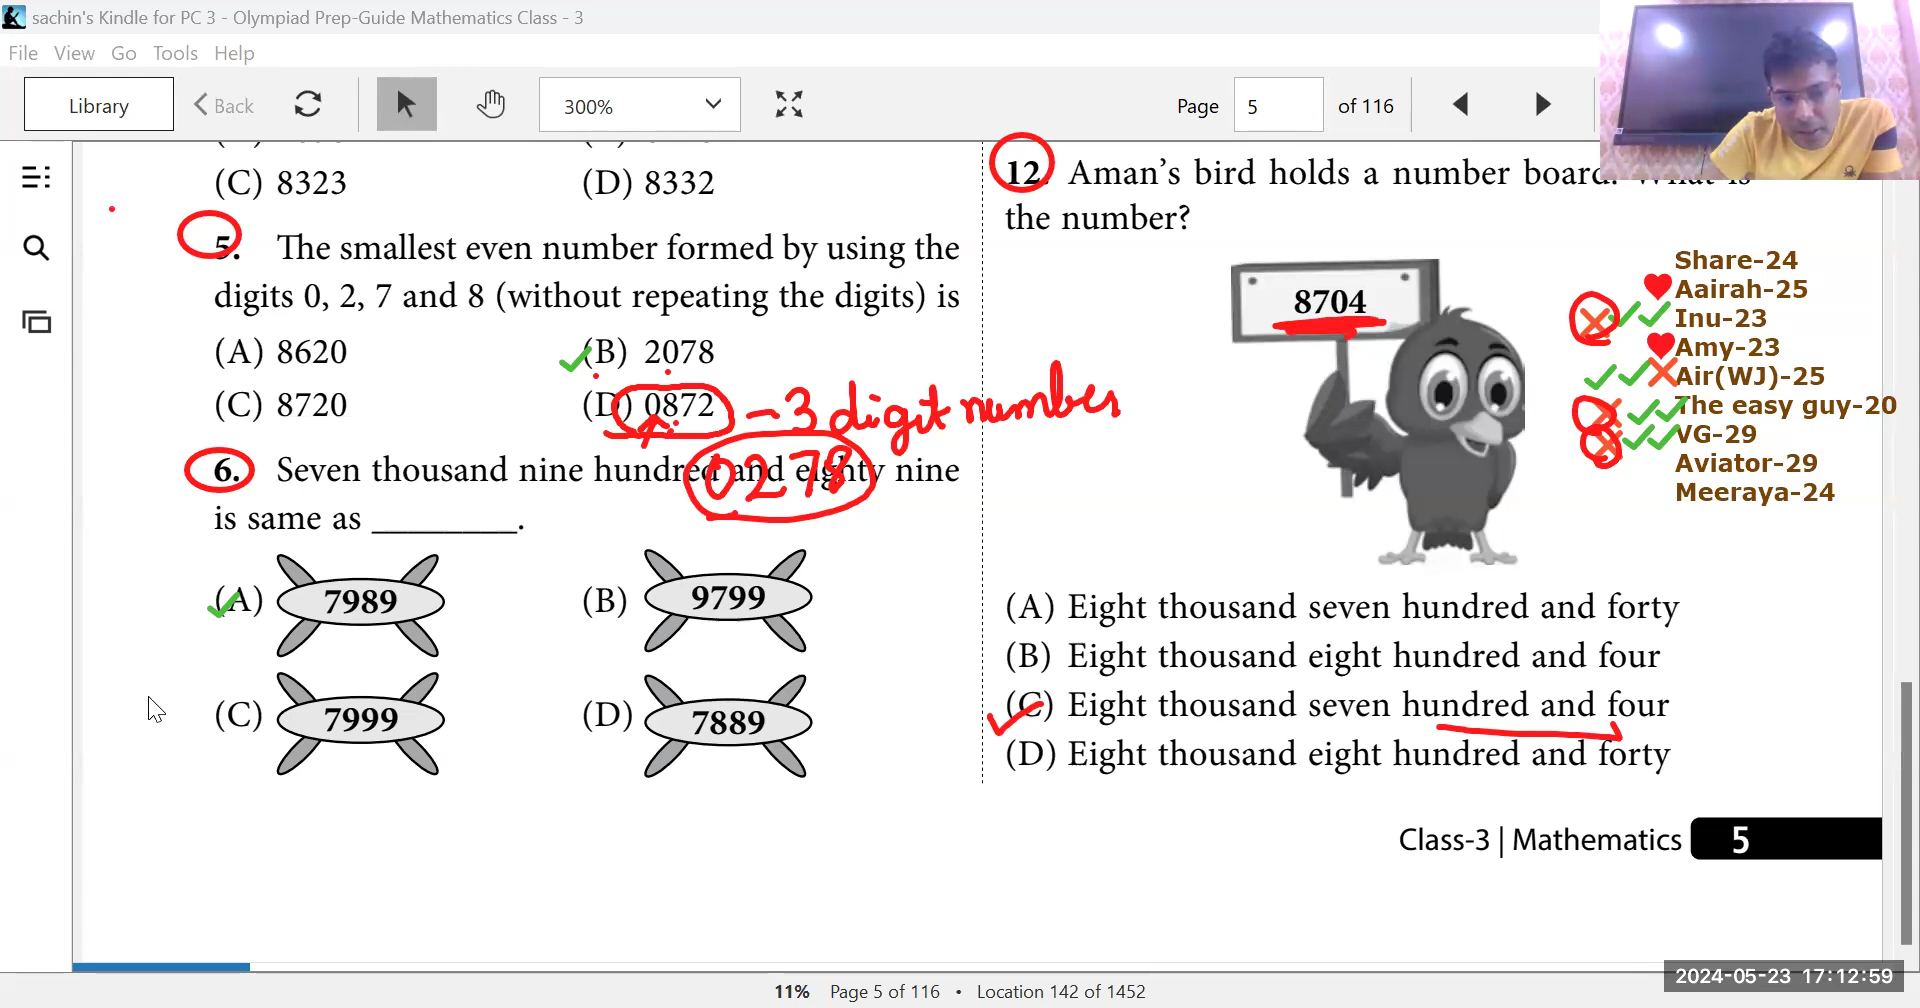 sachin's Kindle for PC 3 - Olympiad Prep-Guide Mathematics Class - 3
File View Go Tools Help
Library
Back
300%
Page 5 of 116
(C) 8323
(D) 8332
5. The smallest even number formed by using the
digits 0, 2, 7 and 8 (without repeating the digits) is
(A) 8620
(B) 2078
(C) 8720
(D) 0872
- 3 digit number
0278
6. Seven thousand nine hundred and eighty nine
is same as ________.
(A) 7989
(B) 9799
(C) 7999
(D) 7889
12. Aman's bird holds a number board. What is
the number?
8704
Share-24
Aairah-25
Inu-23
Amy-23
Air(WJ)-25
The easy guy-20
VG-29
Aviator-29
Meeraya-24
(A) Eight thousand seven hundred and forty
(B) Eight thousand eight hundred and four
(C) Eight thousand seven hundred and four
(D) Eight thousand eight hundred and forty
Class-3 | Mathematics 5
2024-05-23 17:12:59
11% Page 5 of 116 • Location 142 of 1452